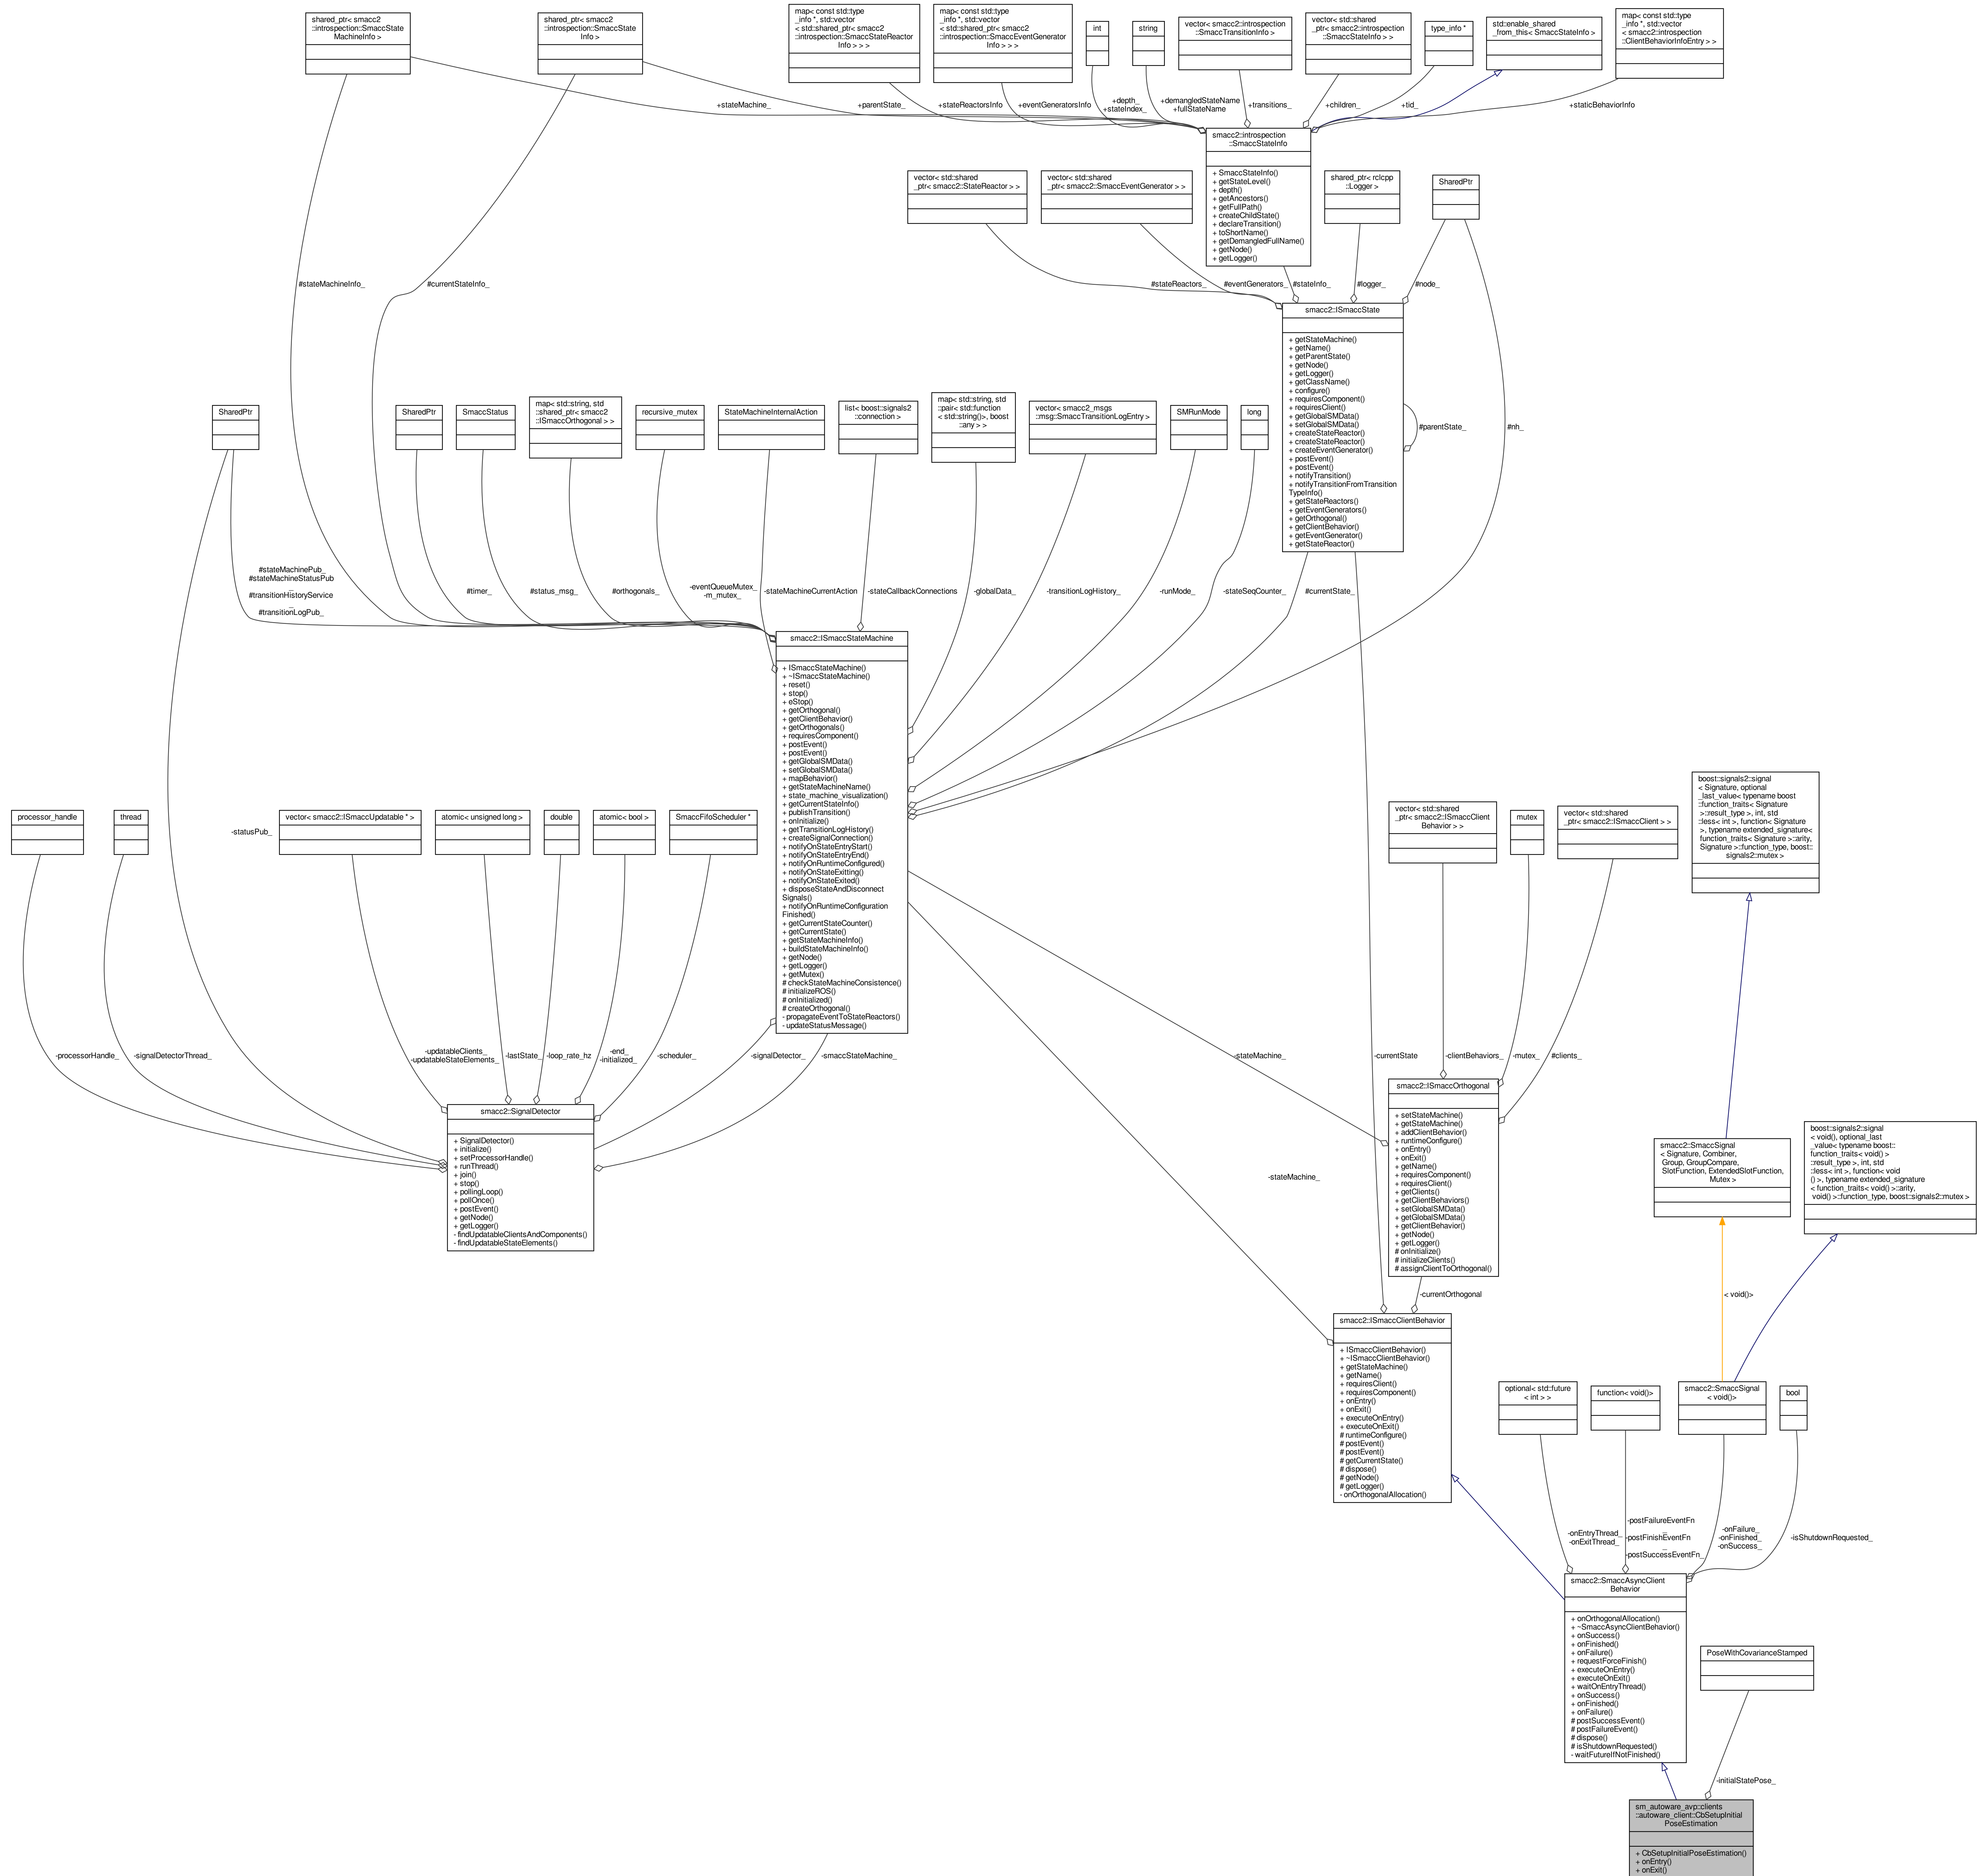 shared_ptr< smacc2
::introspection::SmaccState
MachineInfo >
shared_ptr< smacc2
::introspection::SmaccState
Info >
map< const std::type
_info *, std::vector
< std::shared_ptr< smacc2
::introspection::SmaccStateReactor
Info > > >
map< const std::type
_info *, std::vector
< std::shared_ptr< smacc2
::introspection::SmaccEventGenerator
Info > > >
int
string
vector< smacc2::introspection
::SmaccTransitionInfo >
vector< std::shared
_ptr< smacc2::introspection
::SmaccStateInfo > >
type_info *
std::enable_shared
_from_this< SmaccStateInfo >
map< const std::type
_info *, std::vector
< smacc2::introspection
::ClientBehaviorInfoEntry > >
+stateMachine_
+parentState_
+stateReactorsInfo
+eventGeneratorsInfo
+depth_
+stateIndex_
+demangledStateName
+fullStateName
+transitions_
+children_
+tid_
+staticBehaviorInfo
smacc2::introspection
::SmaccStateInfo
+ SmaccStateInfo()
+ getStateLevel()
+ depth()
+ getAncestors()
+ getFullPath()
+ createChildState()
+ declareTransition()
+ toShortName()
+ getDemangledFullName()
+ getNode()
+ getLogger()
vector< std::shared
_ptr< smacc2::StateReactor > >
vector< std::shared
_ptr< smacc2::SmaccEventGenerator > >
shared_ptr< rclcpp
::Logger >
SharedPtr
#stateMachineInfo_
#currentStateInfo_
#stateReactors_
#eventGenerators_
#stateInfo_
#logger_
#node_
smacc2::ISmaccState
+ getStateMachine()
+ getName()
+ getParentState()
+ getNode()
+ getLogger()
+ getClassName()
+ configure()
+ requiresComponent()
+ requiresClient()
+ getGlobalSMData()
+ setGlobalSMData()
+ createStateReactor()
+ createStateReactor()
+ createEventGenerator()
+ postEvent()
+ postEvent()
+ notifyTransition()
+ notifyTransitionFromTransition
TypeInfo()
+ getStateReactors()
+ getEventGenerators()
+ getOrthogonal()
+ getClientBehavior()
+ getEventGenerator()
+ getStateReactor()
#parentState_
#nh_
SharedPtr
SharedPtr
SmaccStatus
map< std::string, std
::shared_ptr< smacc2
::ISmaccOrthogonal > >
recursive_mutex
StateMachineInternalAction
list< boost::signals2
::connection >
map< std::string, std
::pair< std::function
< std::string()>, boost
::any > >
vector< smacc2_msgs
::msg::SmaccTransitionLogEntry >
SMRunMode
long
#stateMachinePub_
#stateMachineStatusPub
_
#transitionHistoryService
_
#transitionLogPub_
#timer_
#status_msg_
#orthogonals_
-eventQueueMutex_
-m_mutex_
-stateMachineCurrentAction
-stateCallbackConnections
-globalData_
-transitionLogHistory_
-runMode_
-stateSeqCounter_
#currentState_
smacc2::ISmaccStateMachine
+ ISmaccStateMachine()
+ ~ISmaccStateMachine()
+ reset()
+ stop()
+ eStop()
+ getOrthogonal()
+ getClientBehavior()
+ getOrthogonals()
+ requiresComponent()
+ postEvent()
+ postEvent()
+ getGlobalSMData()
+ setGlobalSMData()
+ mapBehavior()
+ getStateMachineName()
+ state_machine_visualization()
+ getCurrentStateInfo()
+ publishTransition()
+ onInitialize()
+ getTransitionLogHistory()
+ createSignalConnection()
+ notifyOnStateEntryStart()
+ notifyOnStateEntryEnd()
+ notifyOnRuntimeConfigured()
+ notifyOnStateExitting()
+ notifyOnStateExited()
+ disposeStateAndDisconnect
Signals()
+ notifyOnRuntimeConfiguration
Finished()
+ getCurrentStateCounter()
+ getCurrentState()
+ getStateMachineInfo()
+ buildStateMachineInfo()
+ getNode()
+ getLogger()
+ getMutex()
# checkStateMachineConsistence()
# initializeROS()
# onInitialized()
# createOrthogonal()
- propagateEventToStateReactors()
- updateStatusMessage()
boost::signals2::signal
< Signature, optional
_last_value< typename boost
::function_traits< Signature
>::result_type >, int, std
::less< int >, function< Signature
>, typename extended_signature<
function_traits< Signature >::arity,
Signature >::function_type, boost::
signals2::mutex >
processor_handle
thread
-statusPub_
vector< smacc2::ISmaccUpdatable * >
atomic< unsigned long >
double
atomic< bool >
SmaccFifoScheduler *
vector< std::shared
_ptr< smacc2::ISmaccClient
Behavior > >
mutex
vector< std::shared
_ptr< smacc2::ISmaccClient > >
-processorHandle_
-signalDetectorThread_
-updatableClients_
-updatableStateElements_
-lastState_
-loop_rate_hz
-end_
-initialized_
-scheduler_
-signalDetector_
-smaccStateMachine_
-stateMachine_
-currentState
-clientBehaviors_
-mutex_
#clients_
smacc2::SignalDetector
+ SignalDetector()
+ initialize()
+ setProcessorHandle()
+ runThread()
+ join()
+ stop()
+ pollingLoop()
+ pollOnce()
+ postEvent()
+ getNode()
+ getLogger()
- findUpdatableClientsAndComponents()
- findUpdatableStateElements()
smacc2::ISmaccOrthogonal
+ setStateMachine()
+ getStateMachine()
+ addClientBehavior()
+ runtimeConfigure()
+ onEntry()
+ onExit()
+ getName()
+ requiresComponent()
+ requiresClient()
+ getClients()
+ getClientBehaviors()
+ setGlobalSMData()
+ getGlobalSMData()
+ getClientBehavior()
+ getNode()
+ getLogger()
# onInitialize()
# initializeClients()
# assignClientToOrthogonal()
smacc2::SmaccSignal
< Signature, Combiner,
Group, GroupCompare,
SlotFunction, ExtendedSlotFunction,
Mutex >
boost::signals2::signal
< void(), optional_last
_value< typename boost::
function_traits< void() >
::result_type >, int, std
::less< int >, function< void
() >, typename extended_signature
< function_traits< void() >::arity,
void() >::function_type, boost::signals2::mutex >
-stateMachine_
-currentOrthogonal
< void()>
smacc2::ISmaccClientBehavior
+ ISmaccClientBehavior()
+ ~ISmaccClientBehavior()
+ getStateMachine()
+ getName()
+ requiresClient()
+ requiresComponent()
+ onEntry()
+ onExit()
+ executeOnEntry()
+ executeOnExit()
# runtimeConfigure()
# postEvent()
# postEvent()
# getCurrentState()
# dispose()
# getNode()
# getLogger()
- onOrthogonalAllocation()
optional< std::future
< int > >
function< void()>
smacc2::SmaccSignal
< void()>
bool
-onEntryThread_
-onExitThread_
-postFailureEventFn
_
-postFinishEventFn
_
-postSuccessEventFn_
-onFailure_
-onFinished_
-onSuccess_
-isShutdownRequested_
smacc2::SmaccAsyncClient
Behavior
+ onOrthogonalAllocation()
+ ~SmaccAsyncClientBehavior()
+ onSuccess()
+ onFinished()
+ onFailure()
+ requestForceFinish()
+ executeOnEntry()
+ executeOnExit()
+ waitOnEntryThread()
+ onSuccess()
+ onFinished()
+ onFailure()
# postSuccessEvent()
# postFailureEvent()
# dispose()
# isShutdownRequested()
- waitFutureIfNotFinished()
PoseWithCovarianceStamped
-initialStatePose_
sm_autoware_avp::clients
::autoware_client::CbSetupInitial
PoseEstimation
+ CbSetupInitialPoseEstimation()
+ onEntry()
+ onExit()